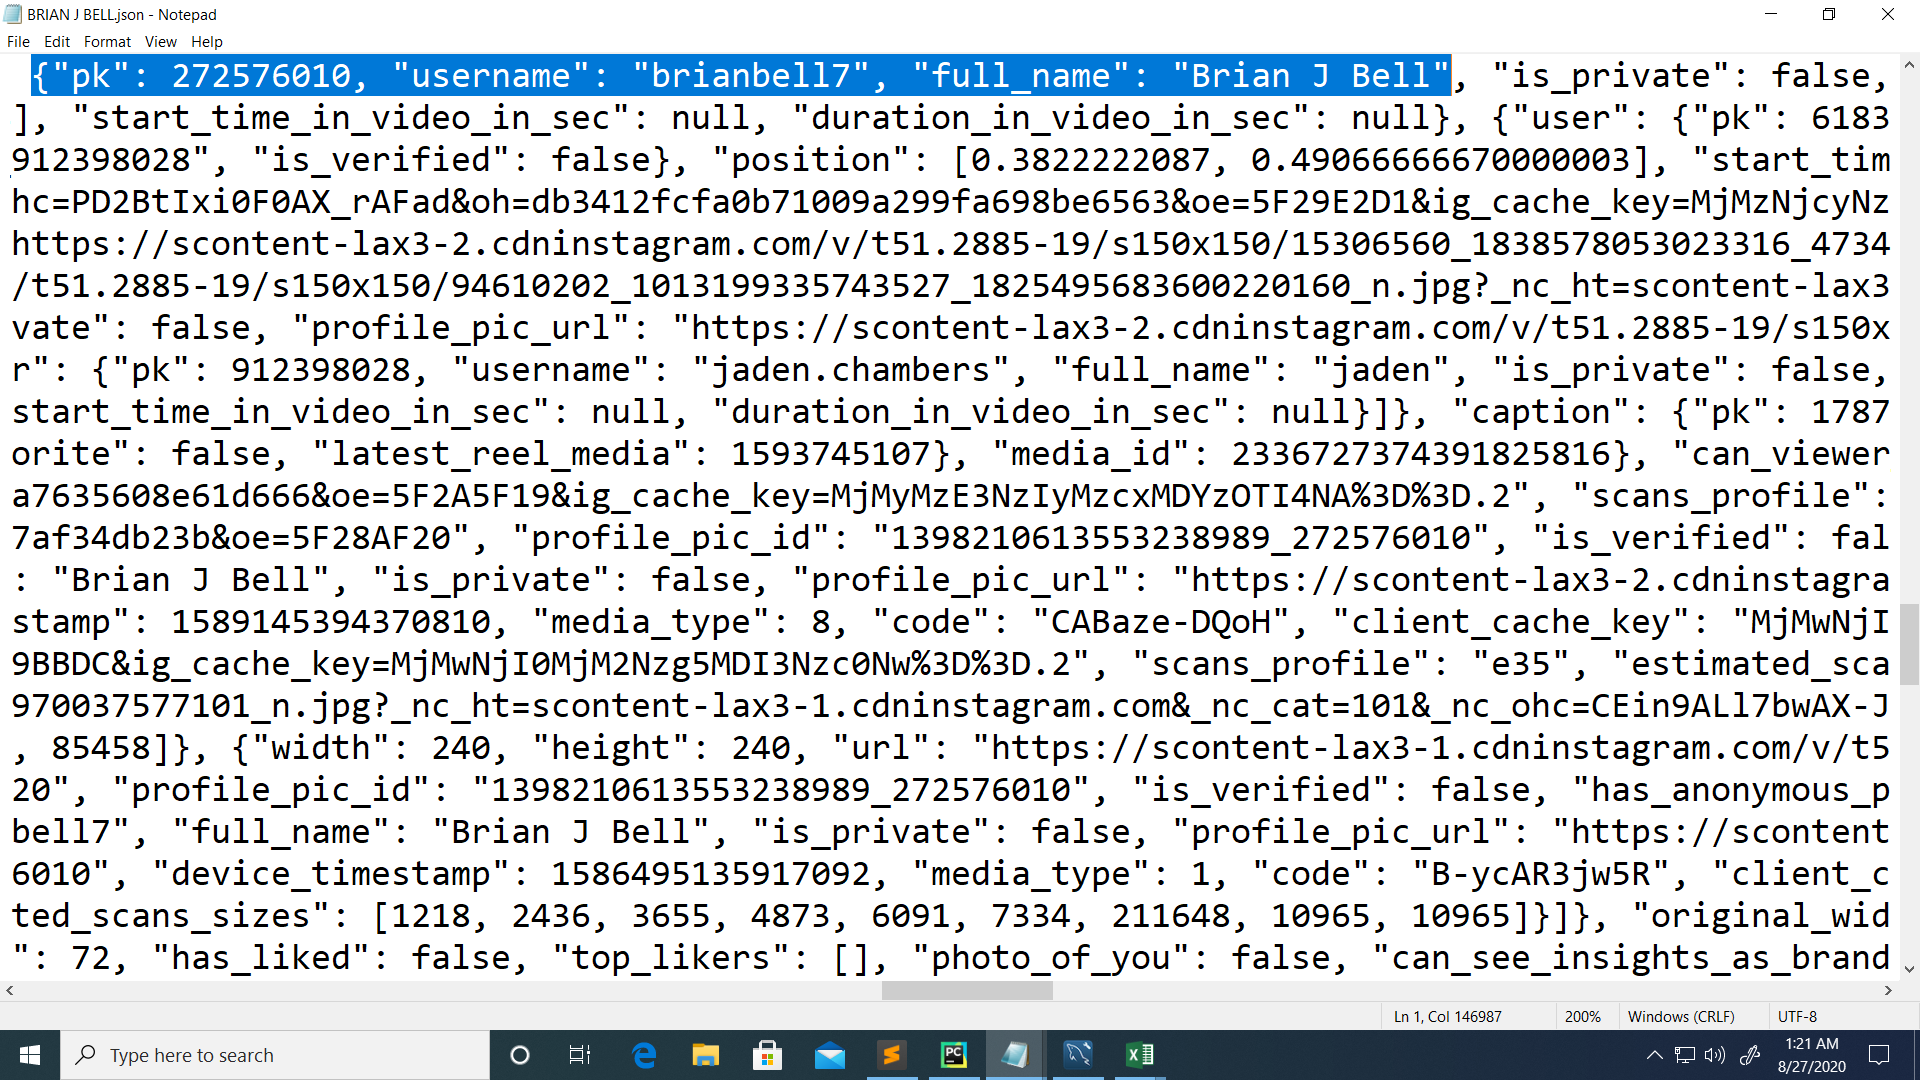 BRIAN J BELL.json - Notepad
File Edit Format View Help
{"pk": 272576010, "username": "brianbell7", "full_name": "Brian J Bell", "is_private": false,
], "start_time_in_video_in_sec": null, "duration_in_video_in_sec": null}, {"user": {"pk": 6183
912398028", "is_verified": false}, "position": [0.3822222087, 0.49066666670000003], "start_tim
hc=PD2BtIxi0F0AX_rAFad&oh=db3412fcfa0b71009a299fa698be6563&oe=5F29E2D1&ig_cache_key=MjMzNjcyNz
https://scontent-lax3-2.cdninstagram.com/v/t51.2885-19/s150x150/15306560_1838578053023316_4734
/t51.2885-19/s150x150/94610202_10131993357435​27_1825495683600220160_n.jpg?_nc_ht=scontent-lax3
vate": false, "profile_pic_url": "https://scontent-lax3-2.cdninstagram.com/v/t51.2885-19/s150x
r": {"pk": 912398028, "username": "jaden.chambers", "full_name": "jaden", "is_private": false,
start_time_in_video_in_sec": null, "duration_in_video_in_sec": null}]}, "caption": {"pk": 1787
orite": false, "latest_reel_media": 1593745107}, "media_id": 2336727374391825816}, "can_viewer
a7635608e61d666&oe=5F2A5F19&ig_cache_key=MjMyMzE3NzIyMzcxMDYzOTI4NA%3D%3D.2", "scans_profile":
7af34db23b&oe=5F28AF20", "profile_pic_id": "1398210613553238989_272576010", "is_verified": fal
: "Brian J Bell", "is_private": false, "profile_pic_url": "https://scontent-lax3-2.cdninstagra
stamp": 1589145394370810, "media_type": 8, "code": "CABaze-DQoH", "client_cache_key": "MjMwNjI
9BBDC&ig_cache_key=MjMwNjI0MjM2Nzg5MDI3Nzc0Nw%3D%3D.2", "scans_profile": "e35", "estimated_sca
970037577101_n.jpg?_nc_ht=scontent-lax3-1.cdninstagram.com&_nc_cat=101&_nc_ohc=CEin9ALl7bwAX-J
, 85458]}, {"width": 240, "height": 240, "url": "https://scontent-lax3-1.cdninstagram.com/v/t5
20", "profile_pic_id": "1398210613553238989_272576010", "is_verified": false, "has_anonymous_p
bell7", "full_name": "Brian J Bell", "is_private": false, "profile_pic_url": "https://scontent
6010", "device_timestamp": 1586495135917092, "media_type": 1, "code": "B-ycAR3jw5R", "client_c
ted_scans_sizes": [1218, 2436, 3655, 4873, 6091, 7334, 211648, 10965, 10965]}]}, "original_wid
": 72, "has_liked": false, "top_likers": [], "photo_of_you": false, "can_see_insights_as_brand
Ln 1, Col 146987 200% Windows (CRLF) UTF-8
Type here to search
PC
1:21 AM
8/27/2020